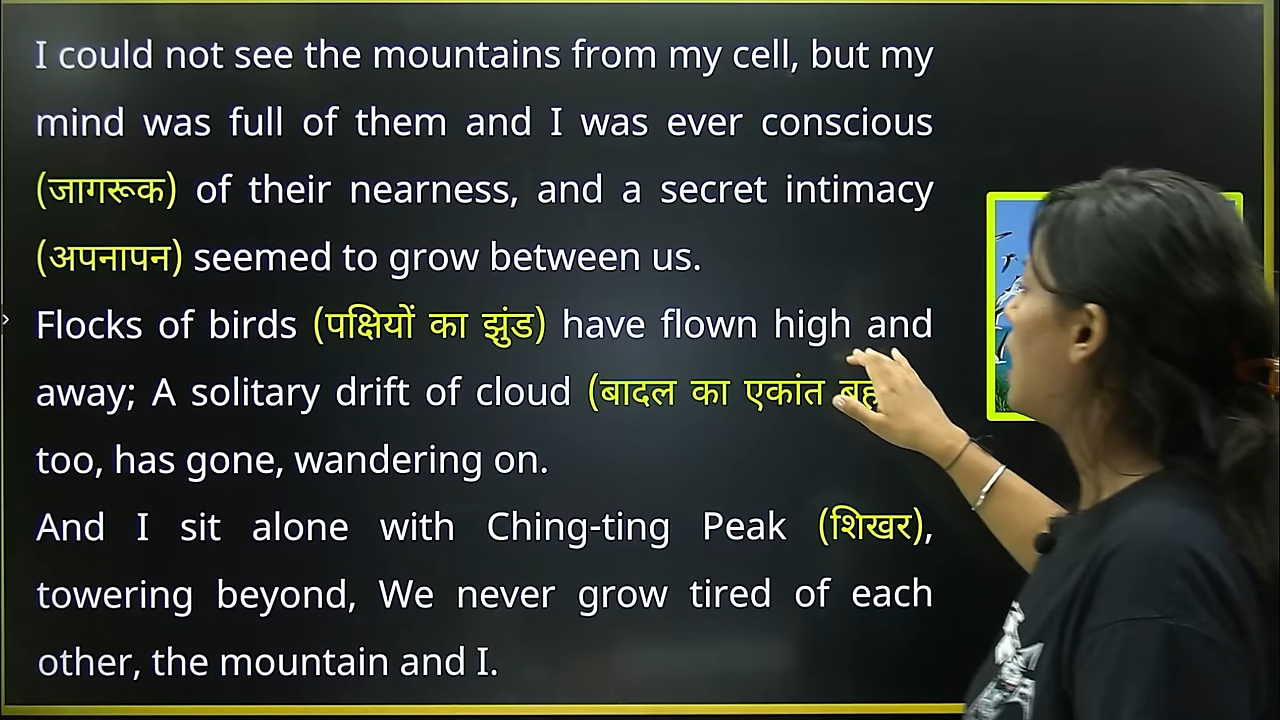 I could not see the mountains from my cell, but my
mind was full of them and I was ever conscious
(जागरूक) of their nearness, and a secret intimacy
(अपनापन) seemed to grow between us.
Flocks of birds (पक्षियों का झुंड) have flown high and
away; A solitary drift of cloud (बादल का एकांत
too, has gone, wandering on.
And I sit alone with Ching-ting Peak (शिखर),
towering beyond, We never grow tired of each
other, the mountain and I.